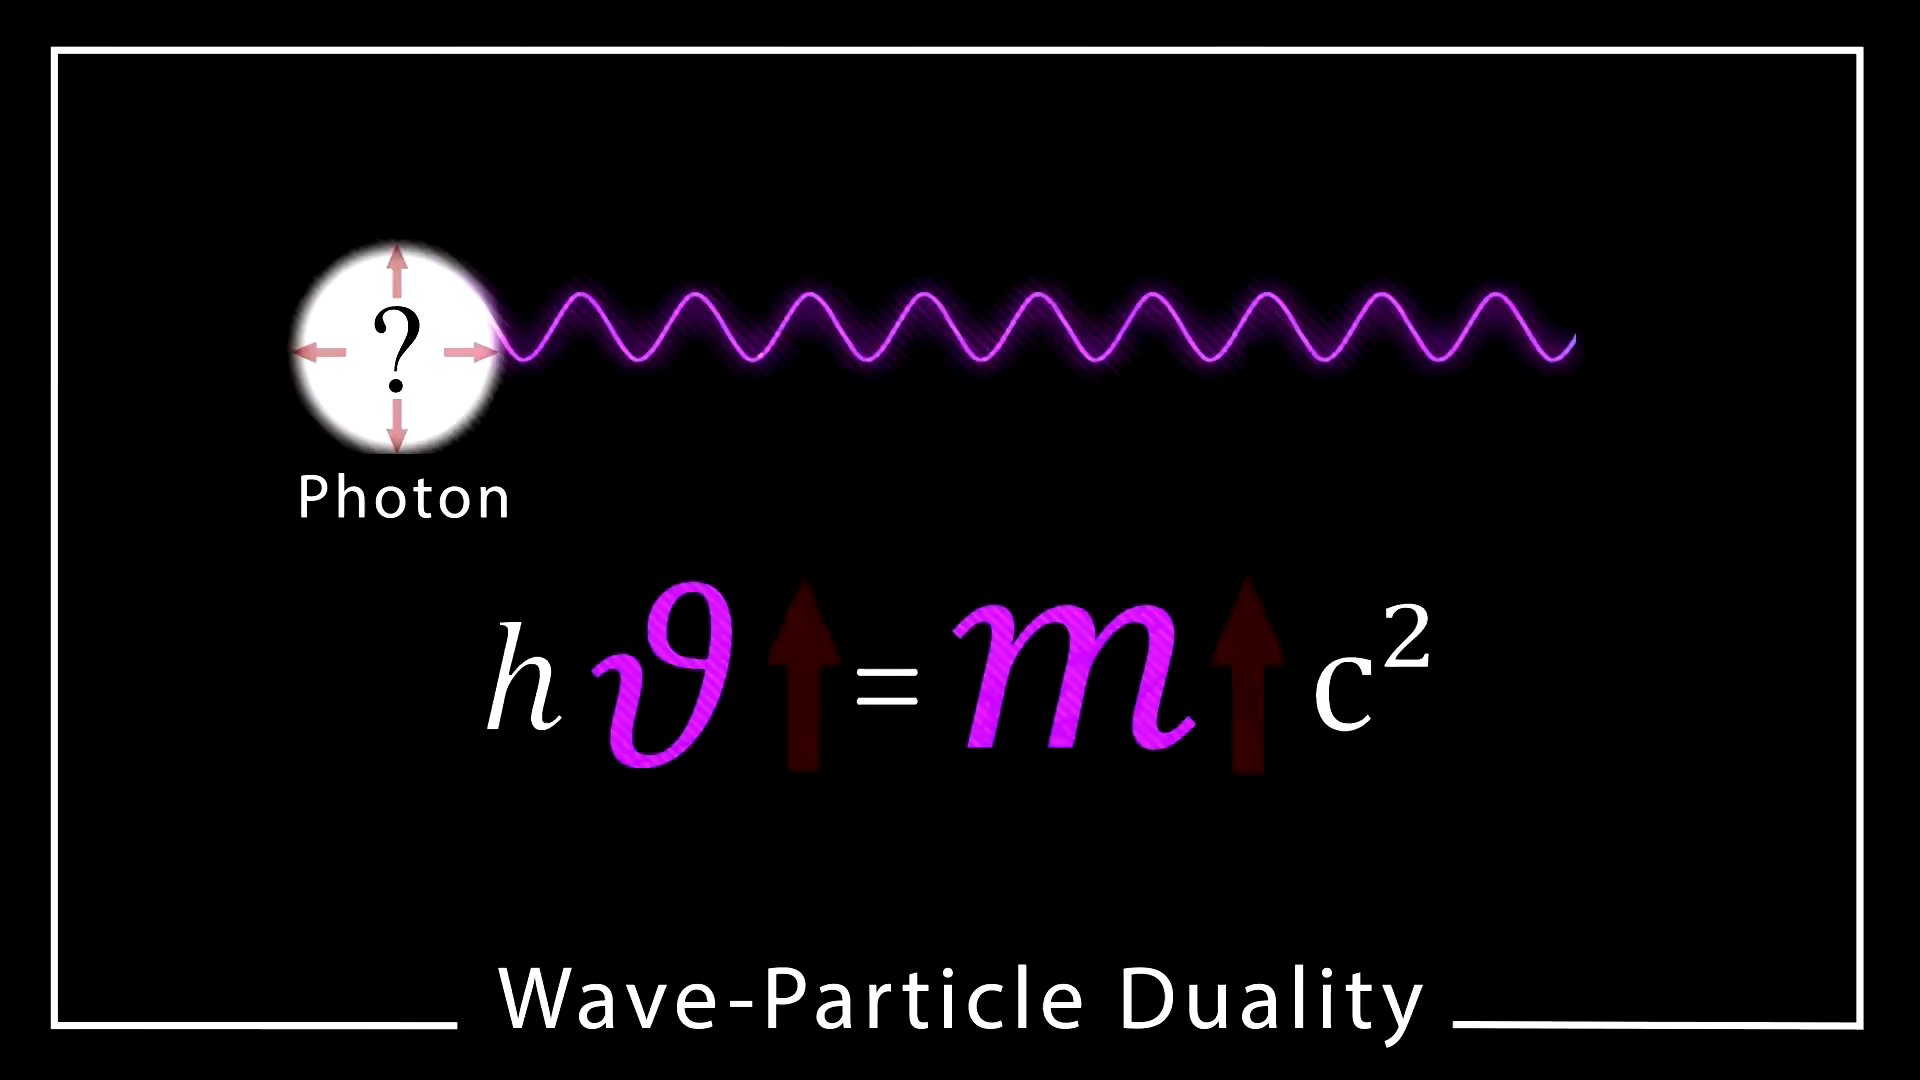 ?
Photon
hϑ = mc²
Wave-Particle Duality